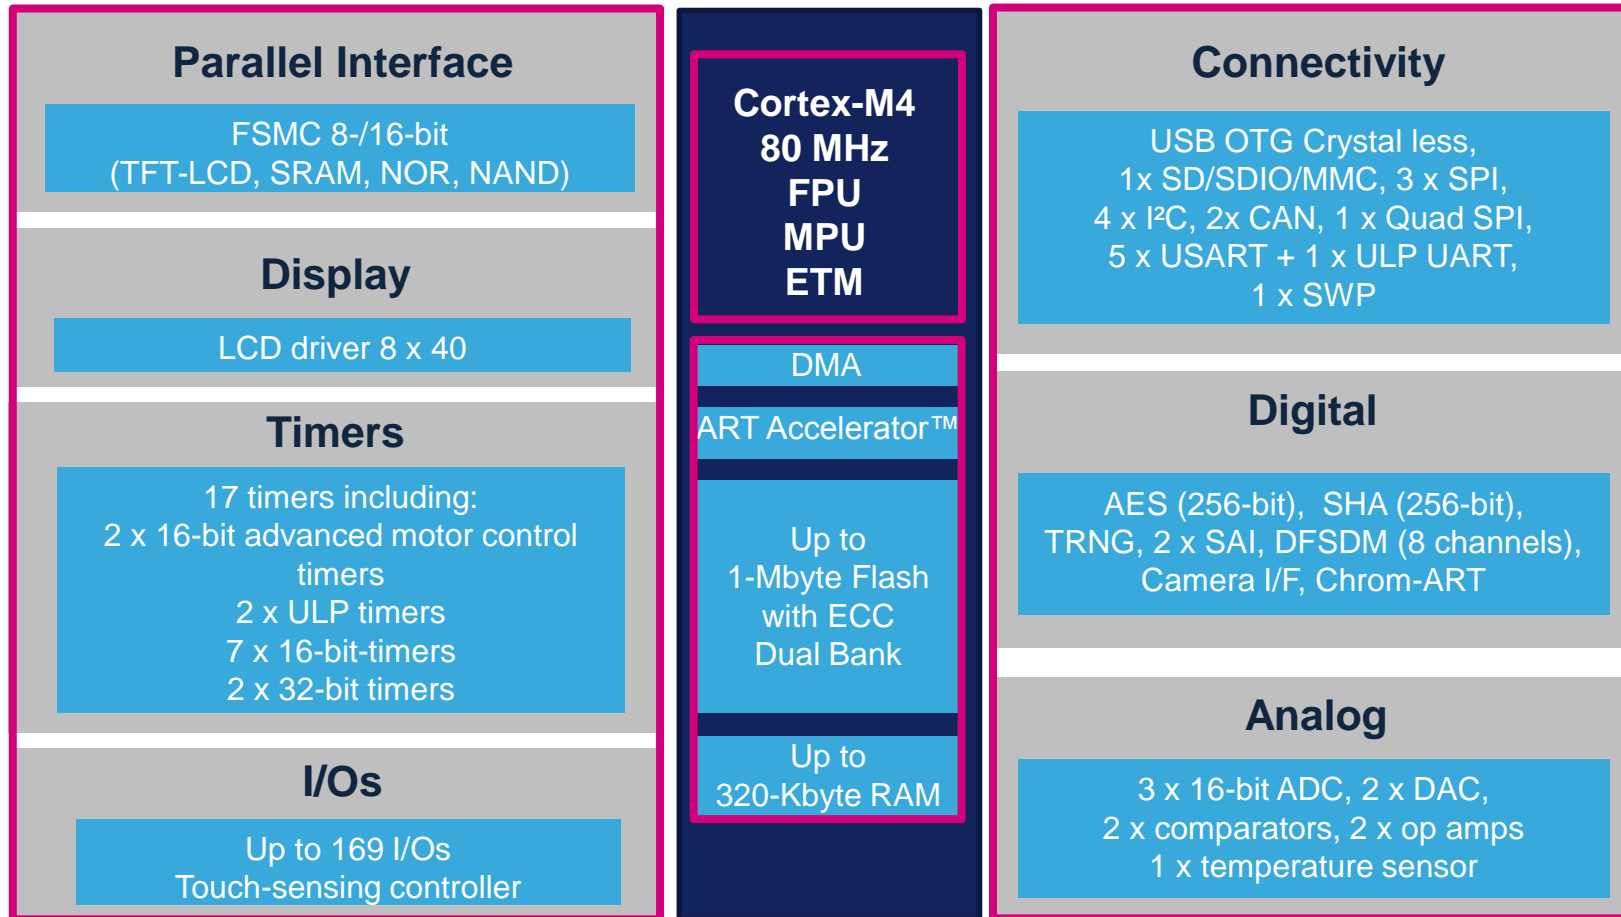 Parallel Interface
FSMC 8-/16-bit
(TFT-LCD, SRAM, NOR, NAND)
Display
LCD driver 8 x 40
Timers
17 timers including:
2 x 16-bit advanced motor control
timers
2 x ULP timers
7 x 16-bit-timers
2 x 32-bit timers
I/Os
Up to 169 I/Os
Touch-sensing controller
Cortex-M4
80 MHz
FPU
MPU
ETM
DMA
ART Accelerator™
Up to
1-Mbyte Flash
with ECC
Dual Bank
Up to
320-Kbyte RAM
Connectivity
USB OTG Crystal less,
1x SD/SDIO/MMC, 3 x SPI,
4 x I²C, 2x CAN, 1 x Quad SPI,
5 x USART + 1 x ULP UART,
1 x SWP
Digital
AES (256-bit), SHA (256-bit),
TRNG, 2 x SAI, DFSDM (8 channels),
Camera I/F, Chrom-ART
Analog
3 x 16-bit ADC, 2 x DAC,
2 x comparators, 2 x op amps
1 x temperature sensor